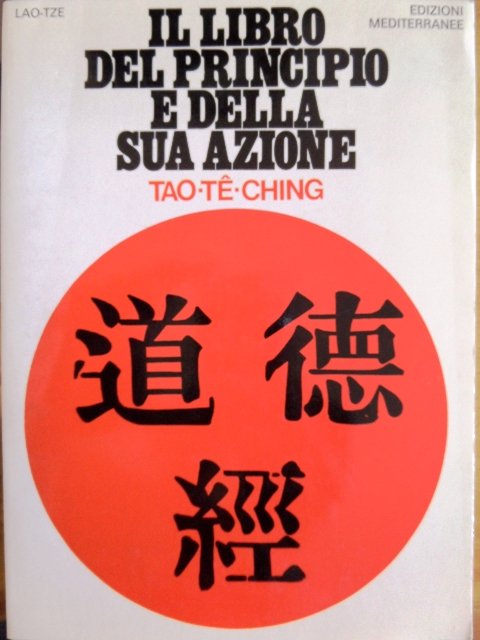 LAO-TZE
EDIZIONI
MEDITERRANEE
IL LIBRO
DEL PRINCIPIO
E DELLA
SUA AZIONE
TAO·TÊ·CHING
道德
經